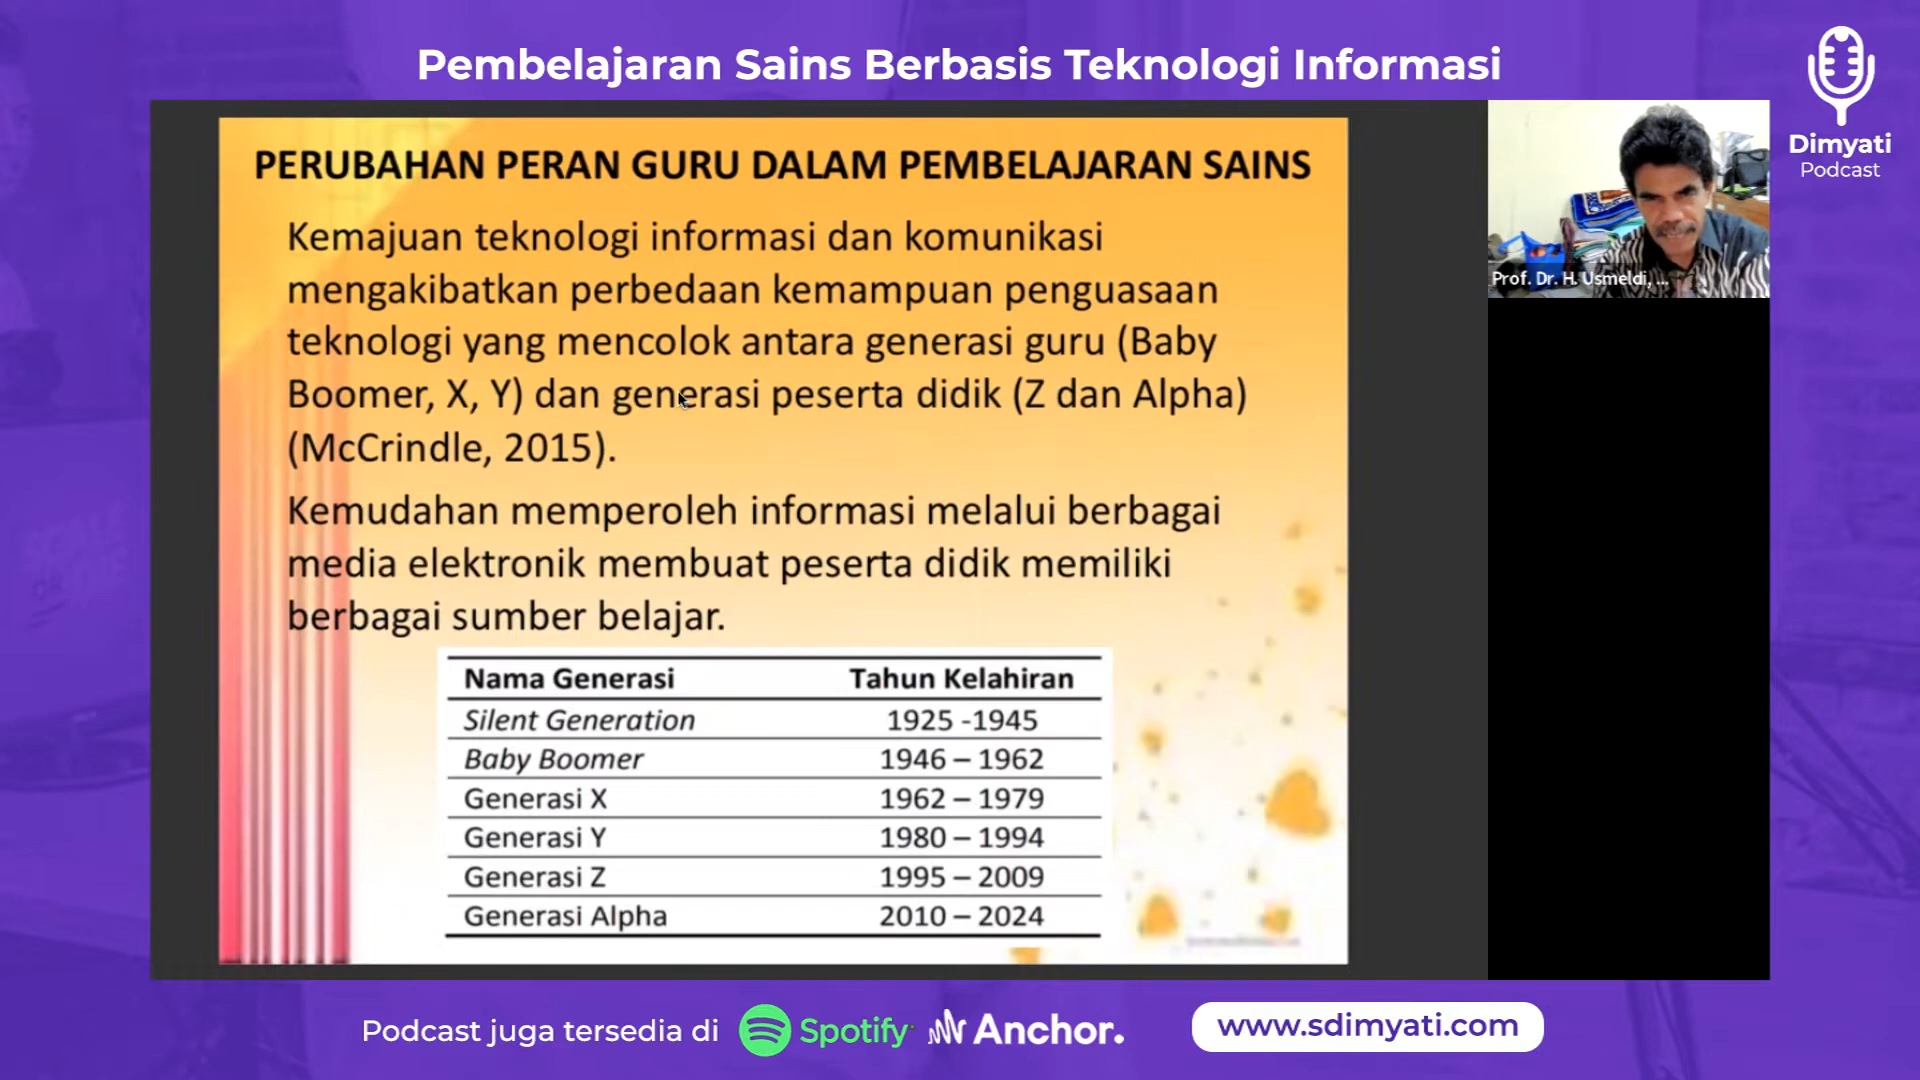 Pembelajaran Sains Berbasis Teknologi Informasi
Dimyati
Podcast
PERUBAHAN PERAN GURU DALAM PEMBELAJARAN SAINS
Kemajuan teknologi informasi dan komunikasi
mengakibatkan perbedaan kemampuan penguasaan
teknologi yang mencolok antara generasi guru (Baby
Boomer, X, Y) dan generasi peserta didik (Z dan Alpha)
(McCrindle, 2015).
Kemudahan memperoleh informasi melalui berbagai
media elektronik membuat peserta didik memiliki
berbagai sumber belajar.
Nama Generasi Tahun Kelahiran
Silent Generation 1925 -1945
Baby Boomer 1946 – 1962
Generasi X 1962 – 1979
Generasi Y 1980 – 1994
Generasi Z 1995 – 2009
Generasi Alpha 2010 – 2024
Prof. Dr. H. Usmeldi, ...
Podcast juga tersedia di Spotify Anchor. www.sdimyati.com